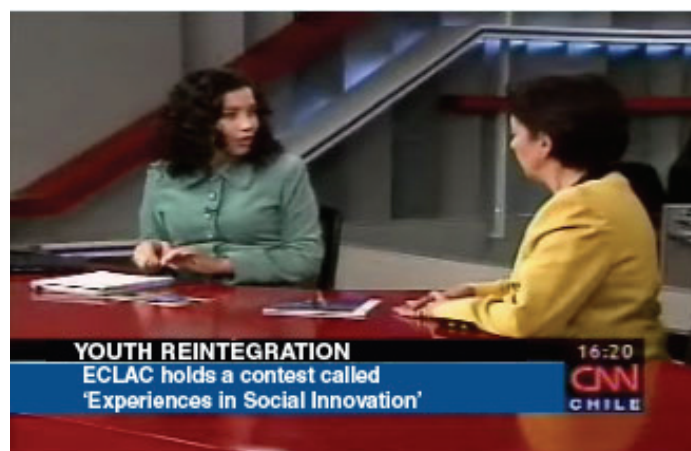 YOUTH REINTEGRATION
ECLAC holds a contest called
‘Experiences in Social Innovation’
16:20
CNN
CHILE